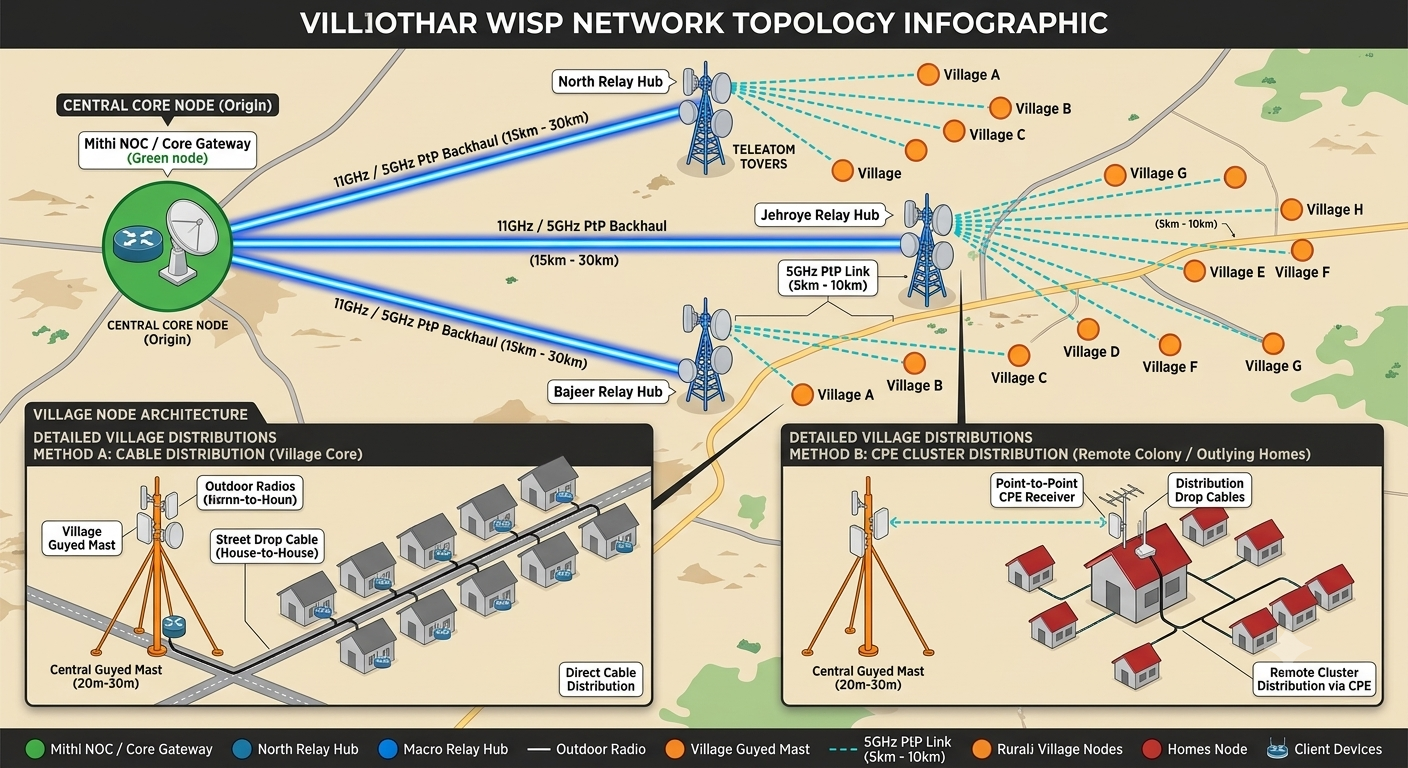 VILLIOTHAR WISP NETWORK TOPOLOGY INFOGRAPHIC
CENTRAL CORE NODE (OrigIn)
Mithi NOC / Core Gateway
(Green node)
CENTRAL CORE NODE
(Origin)
11GHz / 5GHz PtP Backhaul (1Skm - 30km)
11GHz / 5GHz PtP Backhaul
(15km - 30km)
11GHz / 5GHz PtP Backhaul (1Skm - 30km)
North Relay Hub
TELEATOM
TOVERS
Village A
Village B
Village C
Village
Jehroye Relay Hub
Village G
Village H
(Skm - 10km)
Village E
Village F
5GHz PtP Link
(5km - 10km)
Village D
Village F
Village G
Bajeer Relay Hub
Village A
Village B
Village C
VILLAGE NODE ARCHITECTURE
DETAILED VILLAGE DISTRIBUTIONS
METHOD A: CABLE DISTRIBUTION (Village Core)
Outdoor Radios
Village
Guyed Mast
Street Drop Cable
(House-to-House)
Central Guyed Mast
(20m-30m)
Direct Cable
Distribution
DETAILED VILLAGE DISTRIBUTIONS
METHOD B: CPE CLUSTER DISTRIBUTION (Remote Colony / Outlying Homes)
Point-to-Point
CPE Receiver
Distribution
Drop Cables
Central Guyed Mast
(20m-30m)
Remote Cluster
Distribution via CPE
Mithl NOC / Core Gateway
North Relay Hub
Macro Relay Hub
Outdoor Radio
Village Guyed Mast
5GHz PtP Link
(Skm - 10km)
Rural Village Nodes
Homes Node
Client Devices